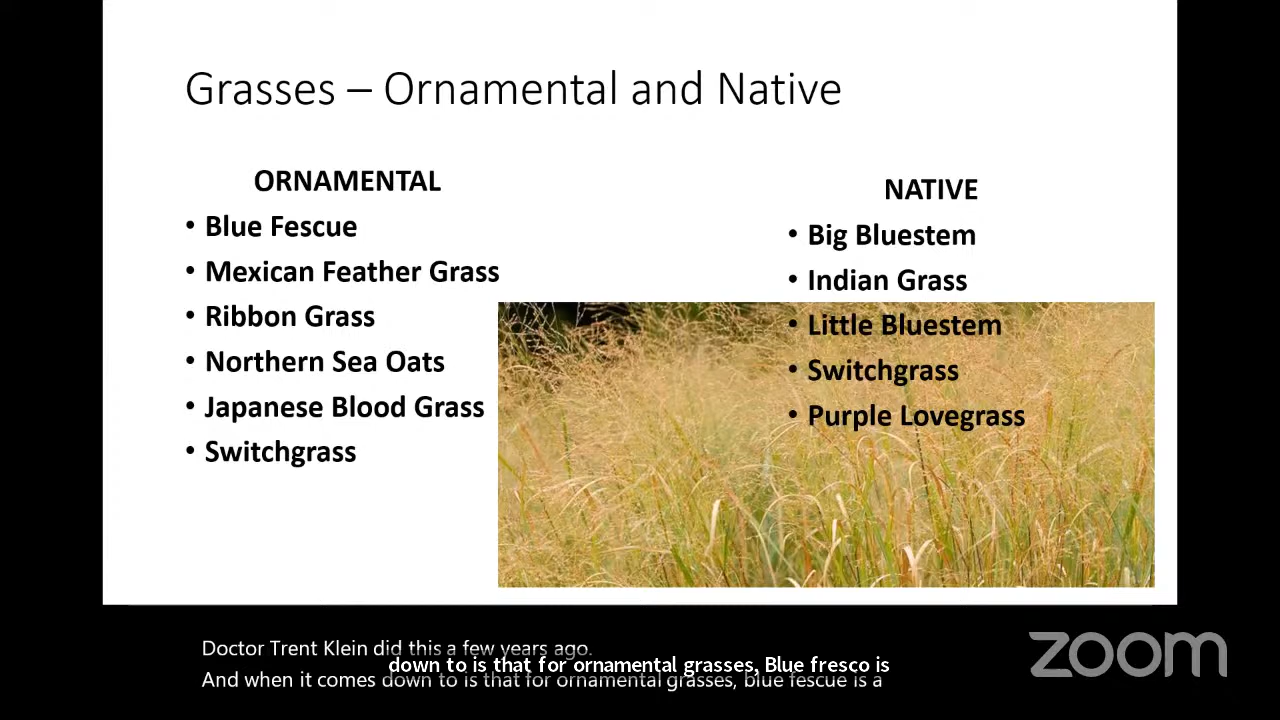 Grasses – Ornamental and Native
ORNAMENTAL
• Blue Fescue
• Mexican Feather Grass
• Ribbon Grass
• Northern Sea Oats
• Japanese Blood Grass
• Switchgrass
NATIVE
• Big Bluestem
• Indian Grass
• Little Bluestem
• Switchgrass
• Purple Lovegrass
Doctor Trent Klein did this a few years ago.
down to is that for ornamental grasses, Blue fresco is
And when it comes down to is that for ornamental grasses, blue fescue is a
zoom